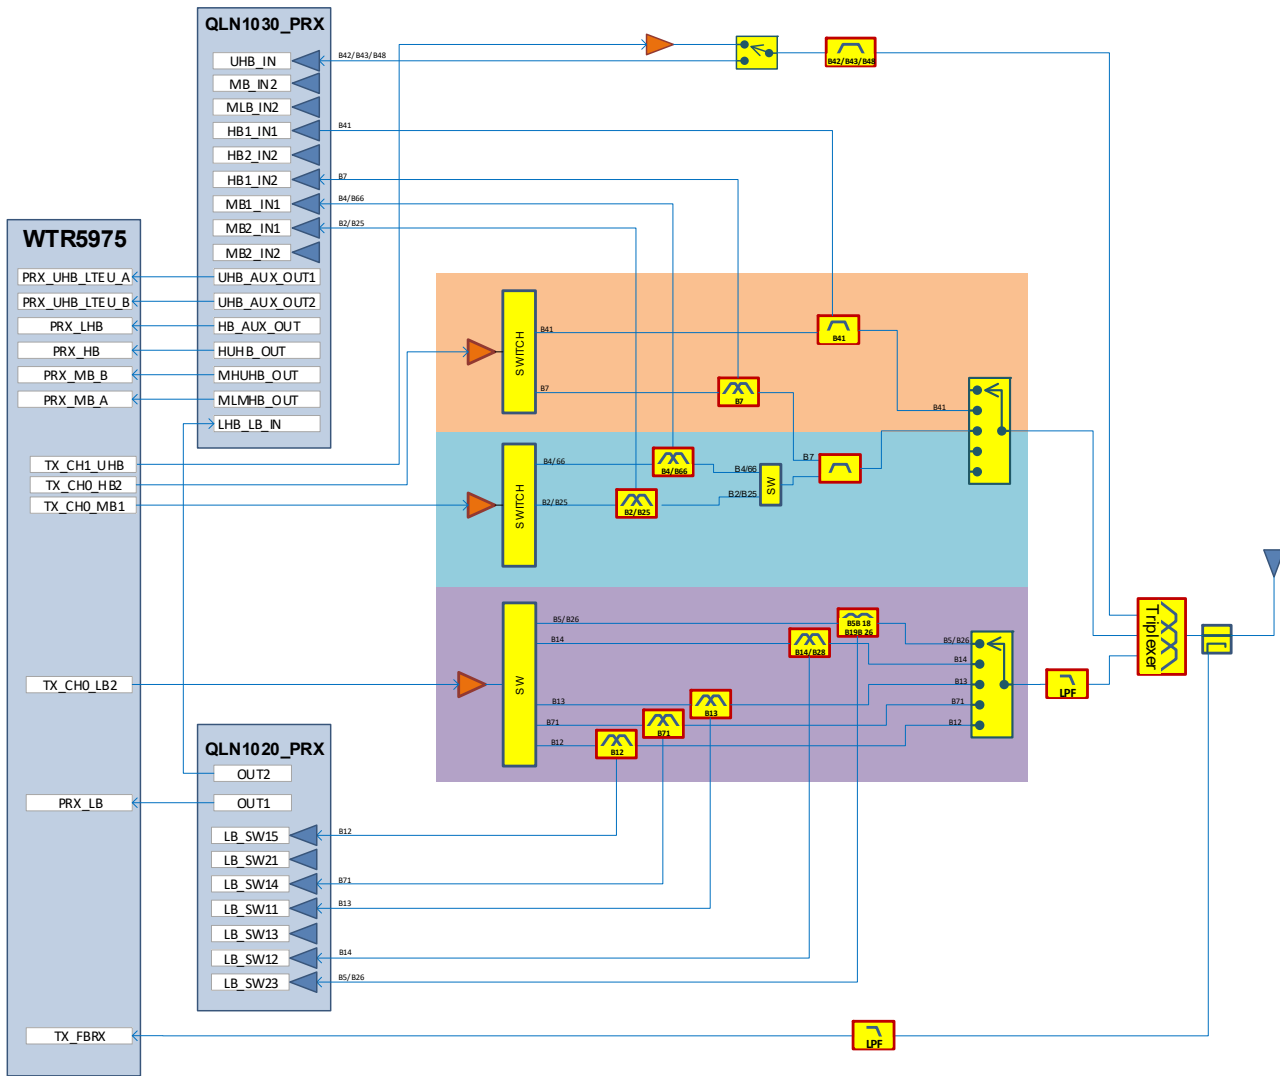 QLN1030_PRX
UHB_IN
MB_IN2
MLB_IN2
HB1_IN1
HB2_IN2
HB1_IN2
MB1_IN1
MB2_IN1
MB2_IN2
UHB_AUX_OUT1
UHB_AUX_OUT2
HB_AUX_OUT
HUHB_OUT
MHUHB_OUT
MLMHB_OUT
LHB_LB_IN
B42/B43/B48
B41
B7
B4/B66
B2/B25
B42/B43/B48
WTR5975
PRX_UHB_LTEU_A
PRX_UHB_LTEU_B
PRX_LHB
PRX_HB
PRX_MB_B
PRX_MB_A
TX_CH1_UHB
TX_CH0_HB2
TX_CH0_MB1
TX_CH0_LB2
PRX_LB
TX_FBRX
SWITCH
B41
B7
B41
B7
B41
SWITCH
B4/66
B2/B25
B4/B66
B2/B25
B4/66
B2/B25
SW
B7
SW
B5/B26
B14
B13
B71
B12
B5B 18
B19B 26
B14/B28
B13
B71
B12
B5/B26
B14
B13
B71
B12
LPF
Triplexer
QLN1020_PRX
OUT2
OUT1
LB_SW15
LB_SW21
LB_SW14
LB_SW11
LB_SW13
LB_SW12
LB_SW23
B12
B71
B13
B14
B5/B26
LPF